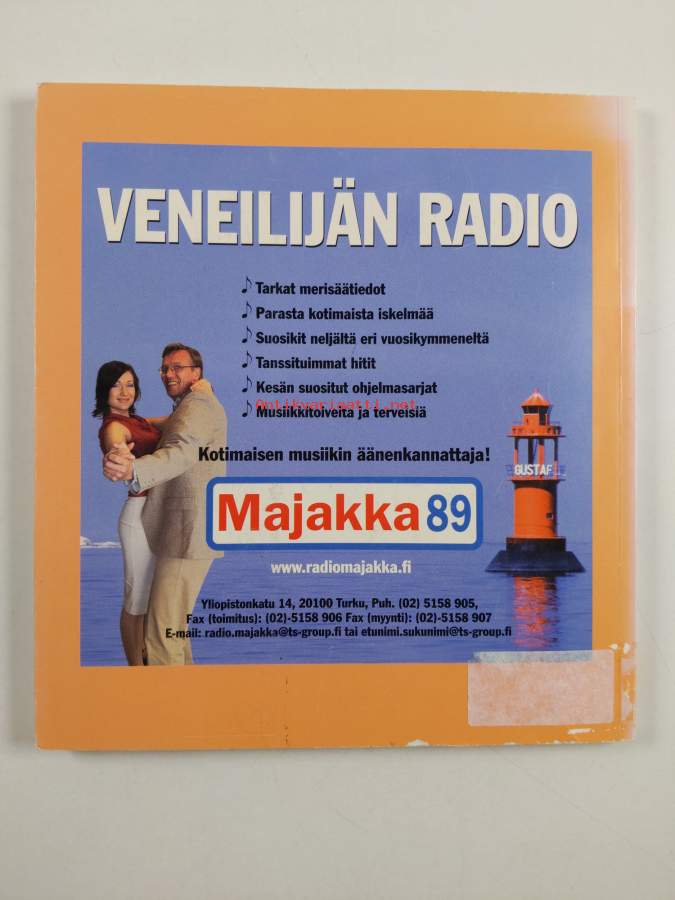 VENEILIJÄN RADIO
Tarkat merisäätiedot
Parasta kotimaista iskelmää
Suosikit neljältä eri vuosikymmeneltä
Tanssituimmat hitit
Kesän suositut ohjelmasarjat
Antikvariaatti.net
Musiikkitoiveita ja terveisiä
Kotimaisen musiikin äänenkannattaja!
GUSTAF
Majakka 89
www.radiomajakka.fi
Yliopistonkatu 14, 20100 Turku, Puh. (02) 5158 905,
Fax (toimitus): (02)-5158 906 Fax (myynti): (02)-5158 907
E-mail: radio.majakka@ts-group.fi tai etunimi.sukunimi@ts-group.fi